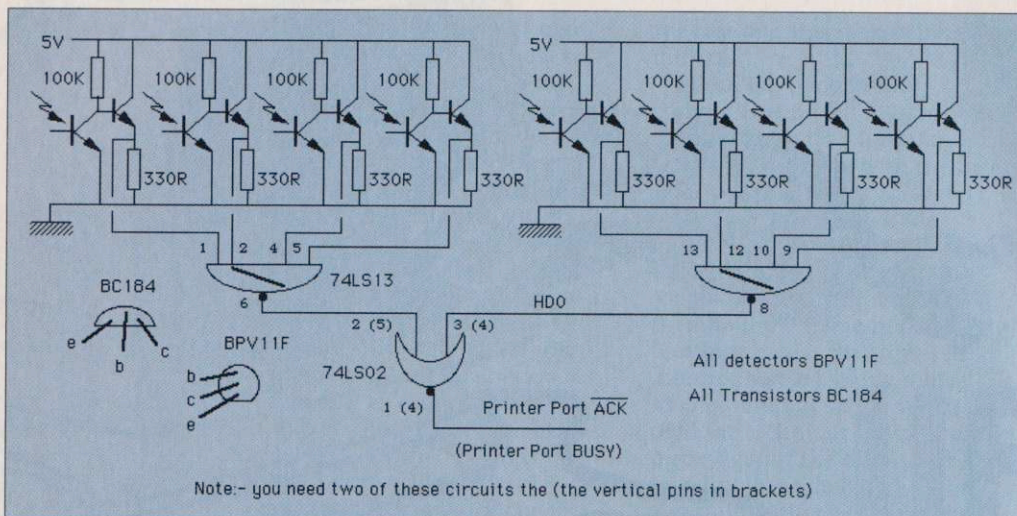 5V
100K 100K 100K 100K
330R 330R 330R 330R
5V
100K 100K 100K 100K
330R 330R 330R 330R
1 2 4 5
74LS13
6
13 12 10 9
8
HDO
2 (5) 3 (4)
74LS02
1 (4)
BC184
e b c
BPV11F
b
c
e
All detectors BPV11F
All Transistors BC184
Printer Port ACK
(Printer Port BUSY)
Note:- you need two of these circuits the (the vertical pins in brackets)